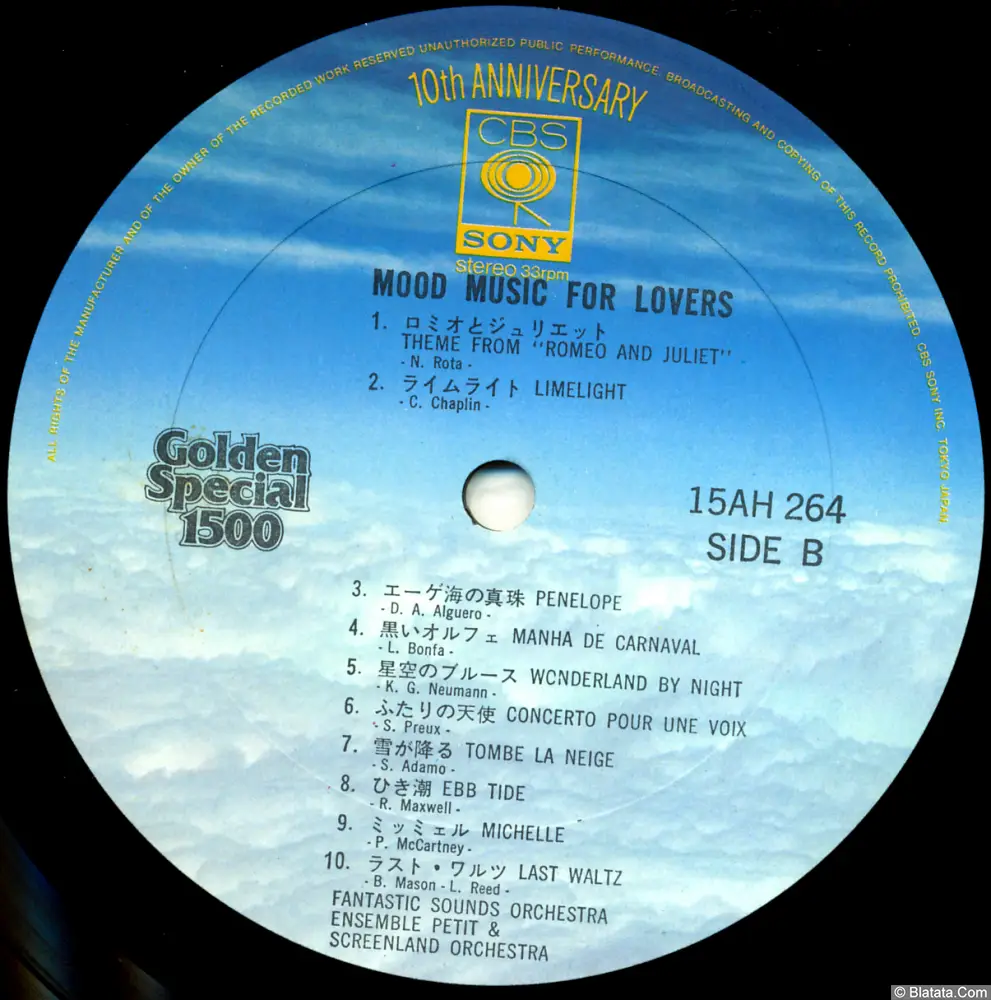 ALL RIGHTS OF THE MANUFACTURER AND OF THE OWNER OF THE RECORDED WORK RESERVED UNAUTHORIZED PUBLIC PERFORMANCE BROADCASTING AND COPYING OF THIS RECORD PROHIBITED CBS SONY INC. TOKYO JAPAN
10th ANNIVERSARY
CBS
SONY
stereo 33rpm
MOOD MUSIC FOR LOVERS
1. ロミオとジュリエット
THEME FROM "ROMEO AND JULIET"
- N. Rota -
2. ライムライト LIMELIGHT
- C. Chaplin -
Golden
Special
1500
15AH 264
SIDE B
3. エーゲ海の真珠 PENELOPE
- D. A. Alguero -
4. 黒いオルフェ MANHA DE CARNAVAL
- L. Bonfa -
5. 星空のブルース WCNDERLAND BY NIGHT
- K. G. Neumann -
6. ふたりの天使 CONCERTO POUR UNE VOIX
- S. Preux -
7. 雪が降る TOMBE LA NEIGE
- S. Adamo -
8. ひき潮 EBB TIDE
- R. Maxwell -
9. ミッミェル MICHELLE
- P. McCartney -
10. ラスト・ワルツ LAST WALTZ
- B. Mason - L. Reed -
FANTASTIC SOUNDS ORCHESTRA
ENSEMBLE PETIT &
SCREENLAND ORCHESTRA
© Blatata.Com